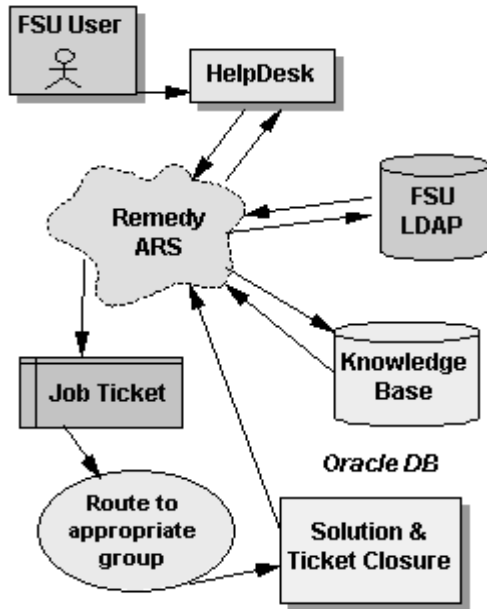 FSU User
HelpDesk
Remedy
ARS
FSU
LDAP
Knowledge
Base
Job Ticket
Oracle DB
Route to
appropriate
group
Solution &
Ticket Closure